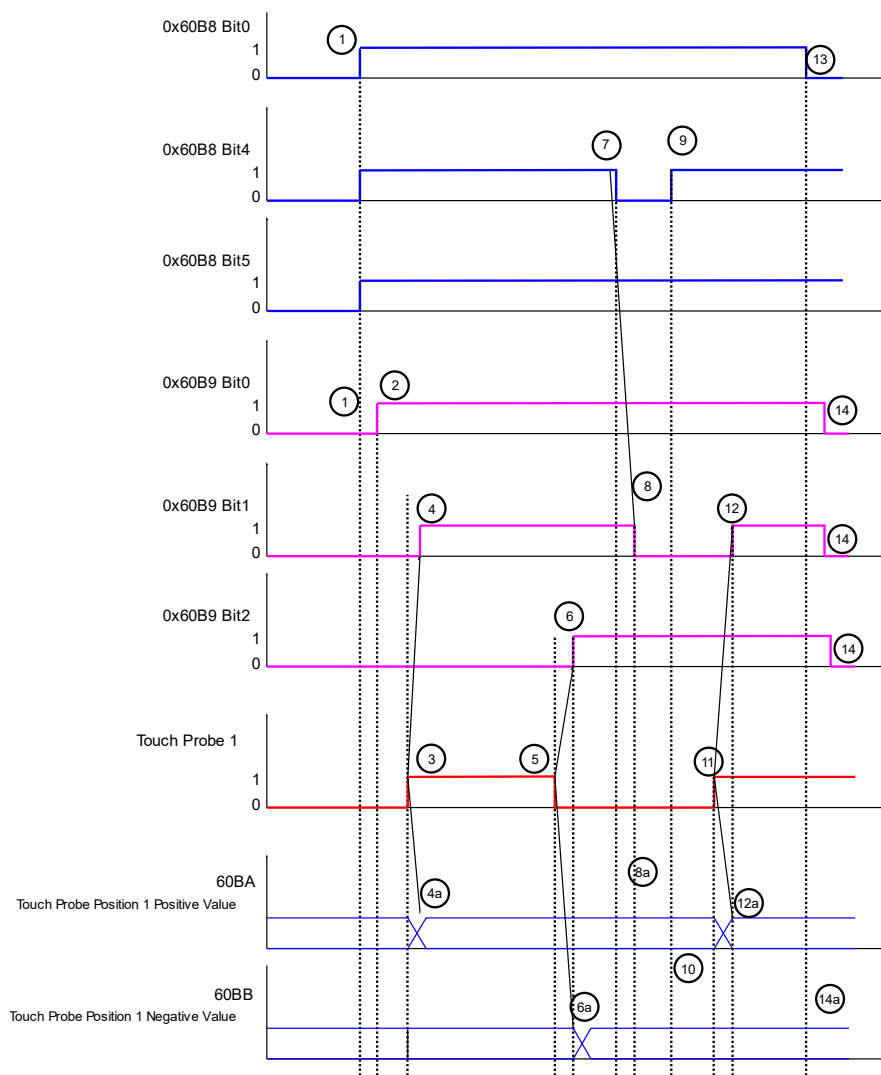 0x60B8 Bit0
1
1
0
13
0x60B8 Bit4
7
9
1
0
0x60B8 Bit5
1
0
0x60B9 Bit0
2
1
1
14
0
0x60B9 Bit1
8
4
12
1
14
0
0x60B9 Bit2
6
1
14
0
Touch Probe 1
3
5
11
1
0
60BA
8a
4a
Touch Probe Position 1 Positive Value
12a
10
60BB
14a
6a
Touch Probe Position 1 Negative Value